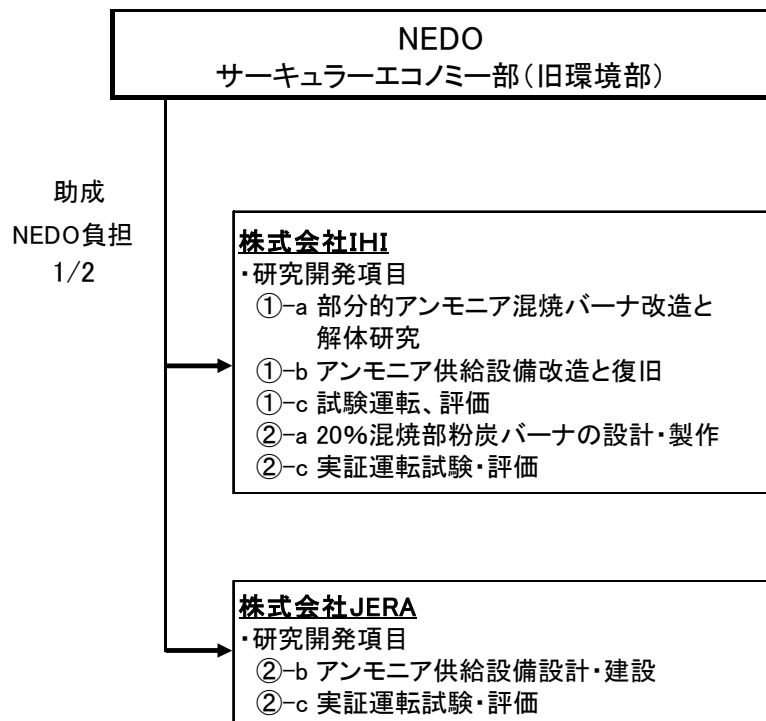 NEDO
サーキュラーエコノミー部（旧環境部）
助成
NEDO負担
1/2
株式会社IHI
・研究開発項目
①-a 部分的アンモニア混焼バーナ改造と
解体研究
①-b アンモニア供給設備改造と復旧
①-c 試験運転、評価
②-a 20%混焼部粉炭バーナの設計・製作
②-c 実証運転試験・評価
株式会社JERA
・研究開発項目
②-b アンモニア供給設備設計・建設
②-c 実証運転試験・評価